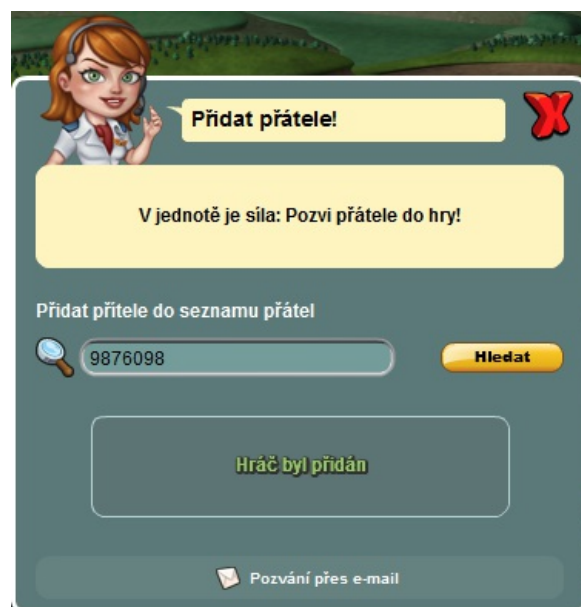 Přidat přátele!
V jednotě je síla: Pozvi přátele do hry!
Přidat přítele do seznamu přátel
9876098
Hledat
Hráč byl přidán
Pozvání přes e-mail